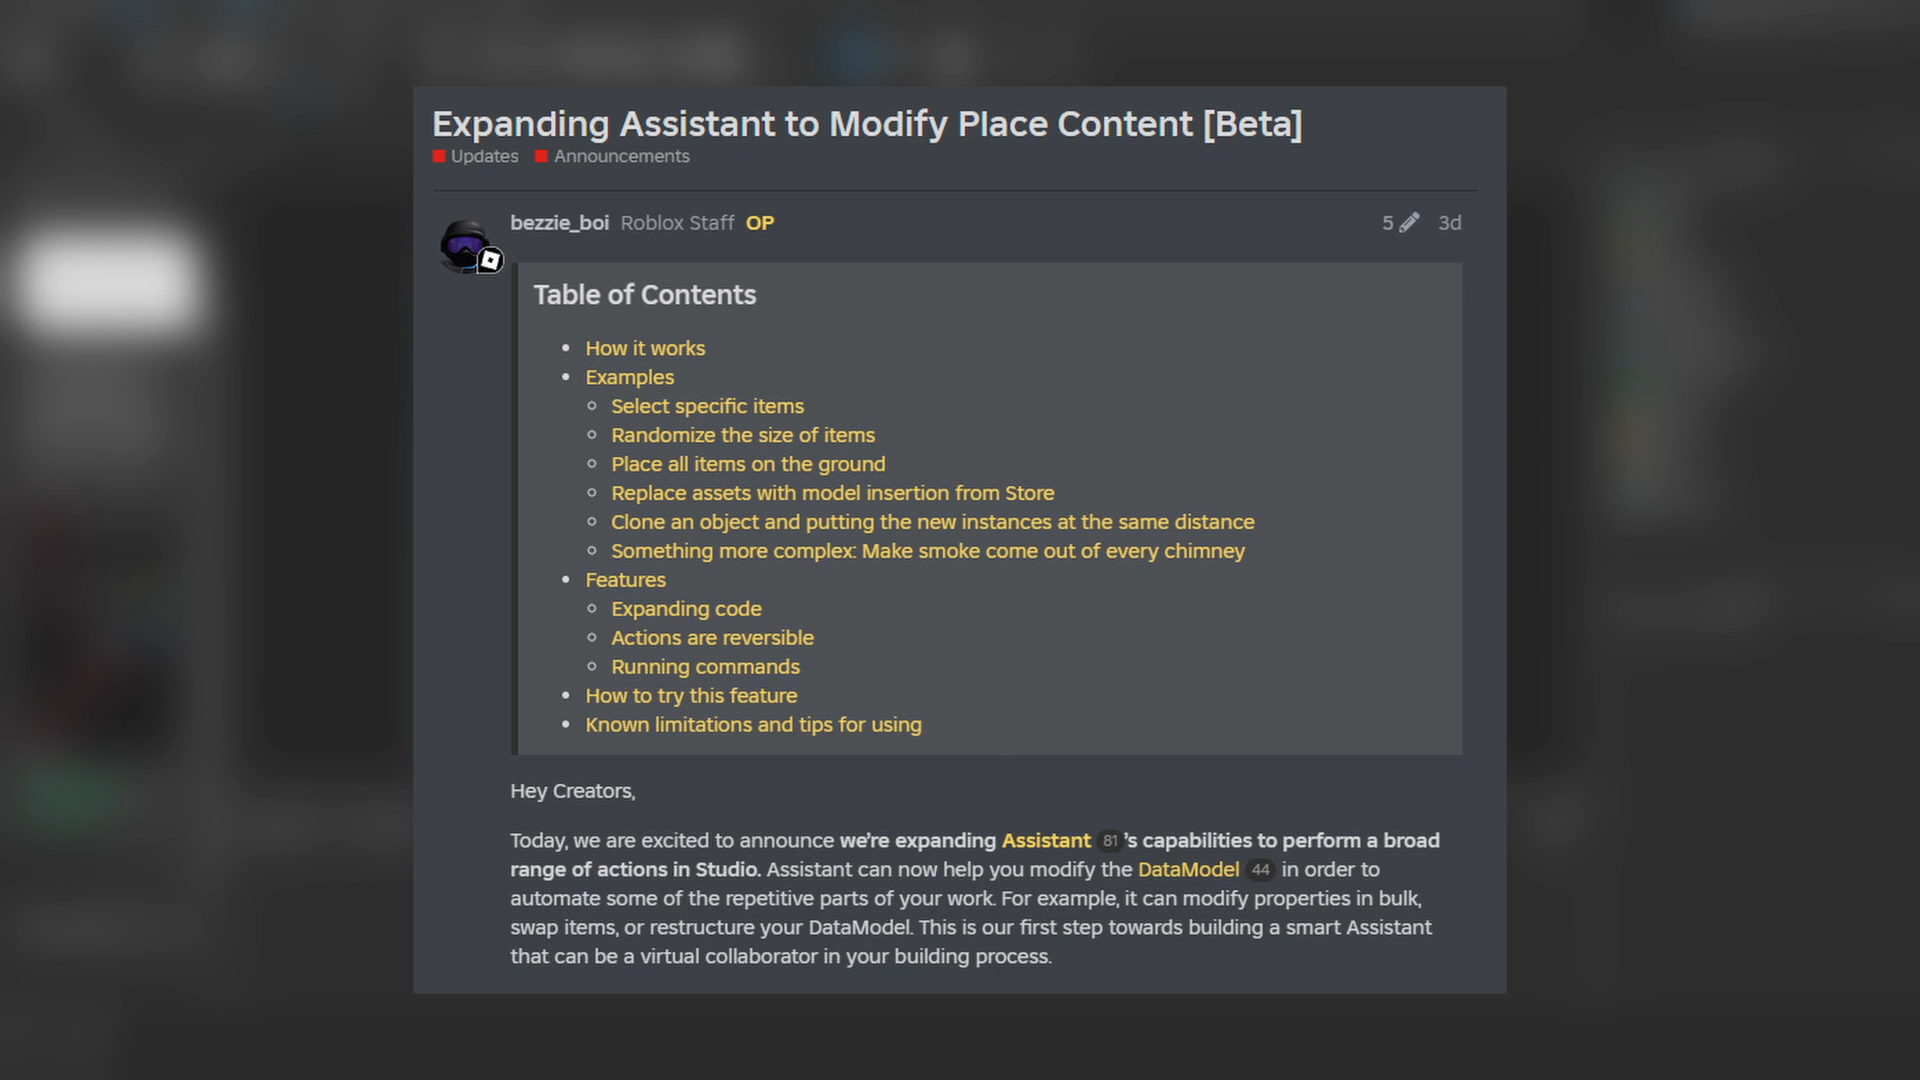 Expanding Assistant to Modify Place Content [Beta]
Updates Announcements
bezzie_boi Roblox Staff OP 5 3d
Table of Contents
How it works
Examples
Select specific items
Randomize the size of items
Place all items on the ground
Replace assets with model insertion from Store
Clone an object and putting the new instances at the same distance
Something more complex: Make smoke come out of every chimney
Features
Expanding code
Actions are reversible
Running commands
How to try this feature
Known limitations and tips for using
Hey Creators,
Today, we are excited to announce we're expanding Assistant 81 's capabilities to perform a broad
range of actions in Studio. Assistant can now help you modify the DataModel 44 in order to
automate some of the repetitive parts of your work. For example, it can modify properties in bulk,
swap items, or restructure your DataModel. This is our first step towards building a smart Assistant
that can be a virtual collaborator in your building process.